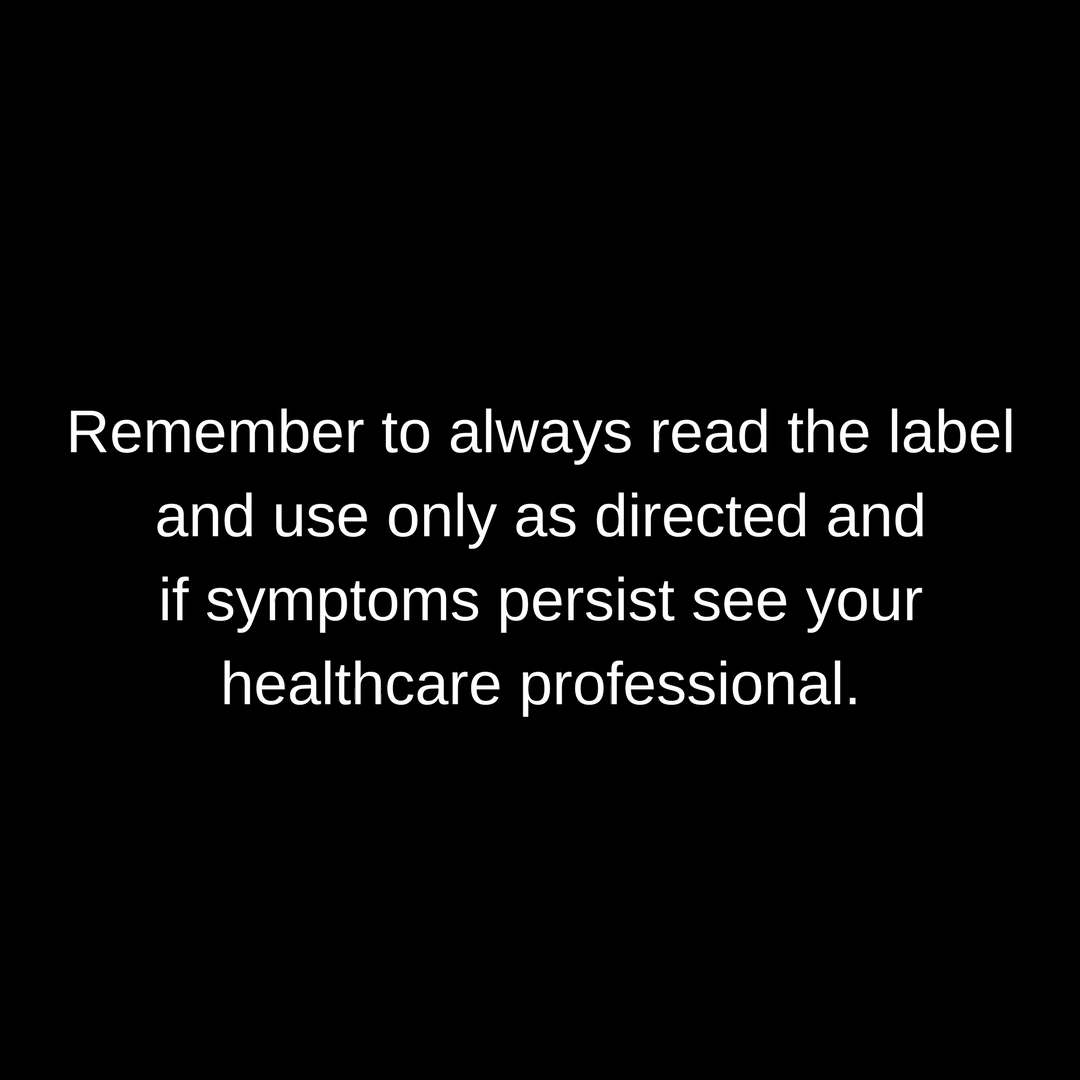 Remember to always read the label
and use only as directed and
if symptoms persist see your
healthcare professional.